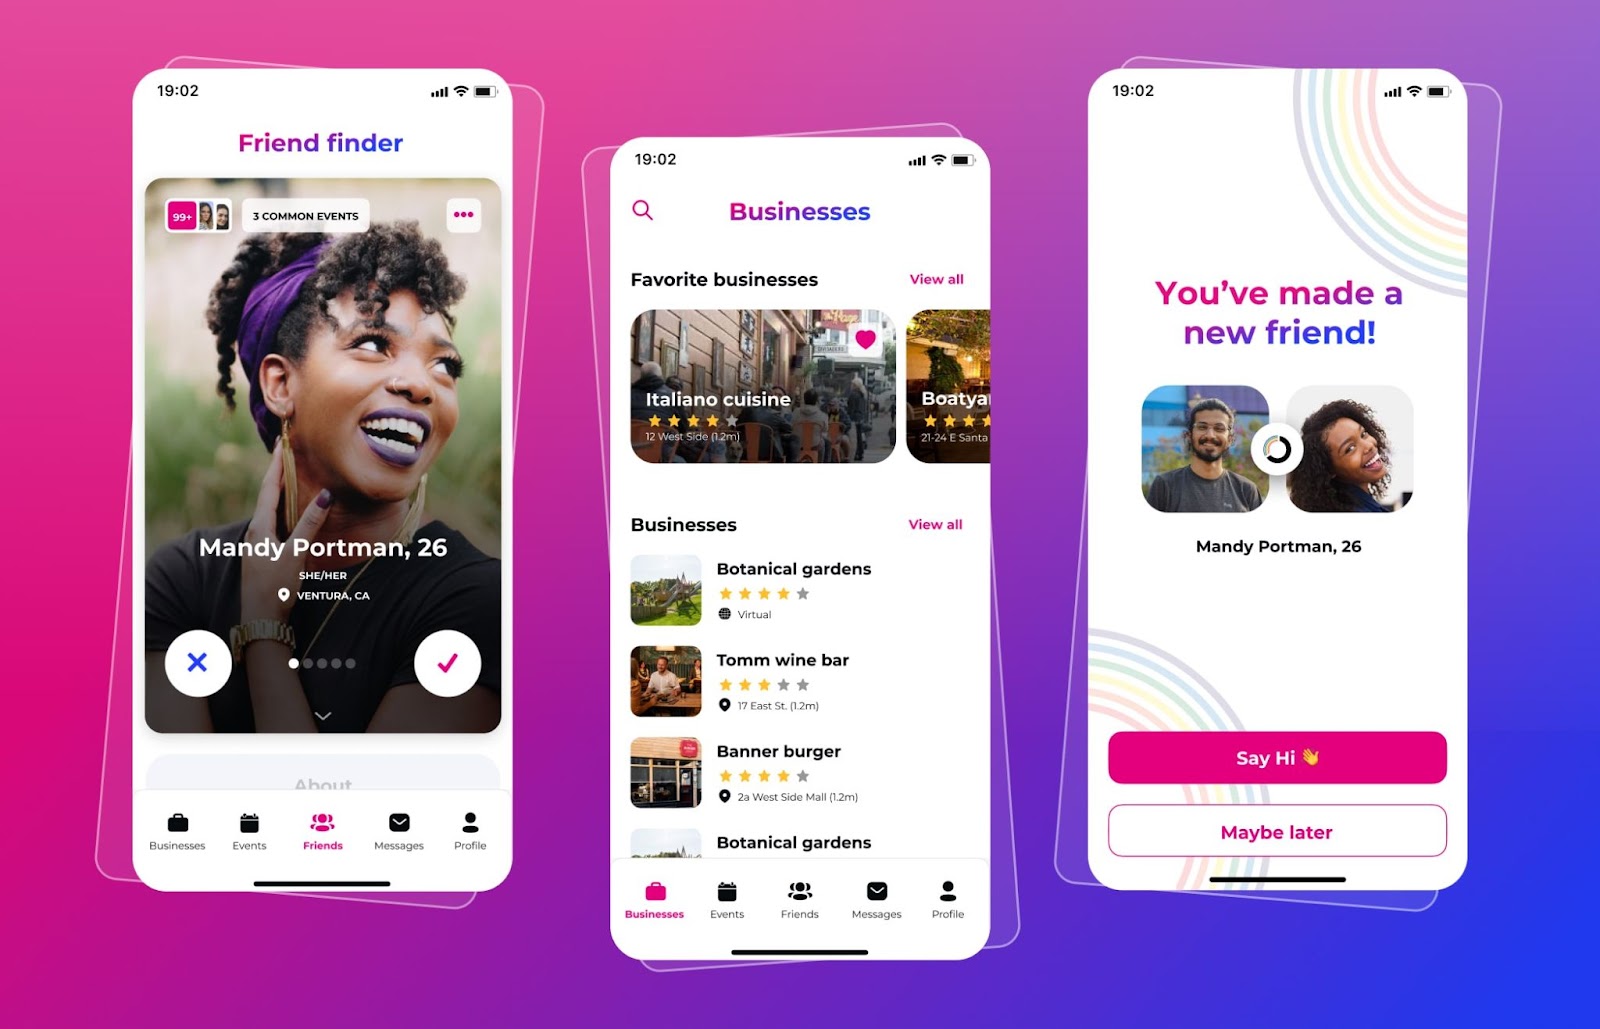 19:02
Friend finder
99+
3 COMMON EVENTS
Mandy Portman, 26
SHE/HER
VENTURA, CA
About
Businesses
Events
Friends
Messages
Profile
19:02
Businesses
Favorite businesses
View all
Italiano cuisine
12 West Side (1.2m)
Boatya
21-24 E Santa
Businesses
View all
Botanical gardens
Virtual
Tomm wine bar
17 East St. (1.2m)
Banner burger
2a West Side Mall (1.2m)
Botanical gardens
Businesses
Events
Friends
Messages
Profile
19:02
You’ve made a
new friend!
Mandy Portman, 26
Say Hi 👋
Maybe later